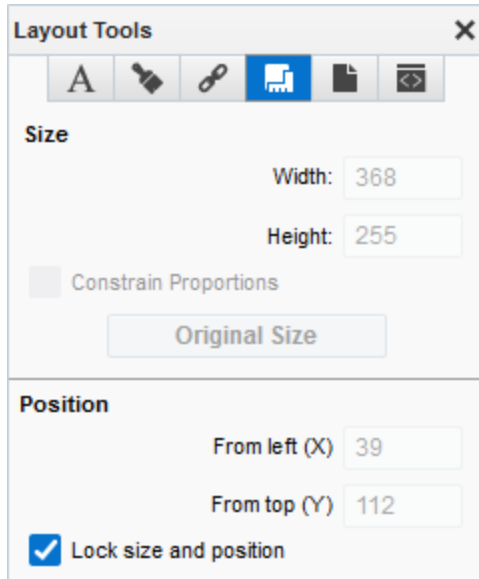 Layout Tools
A
Size
Width: 368
Height: 255
Constrain Proportions
Original Size
Position
From left (X) 39
From top (Y) 112
Lock size and position